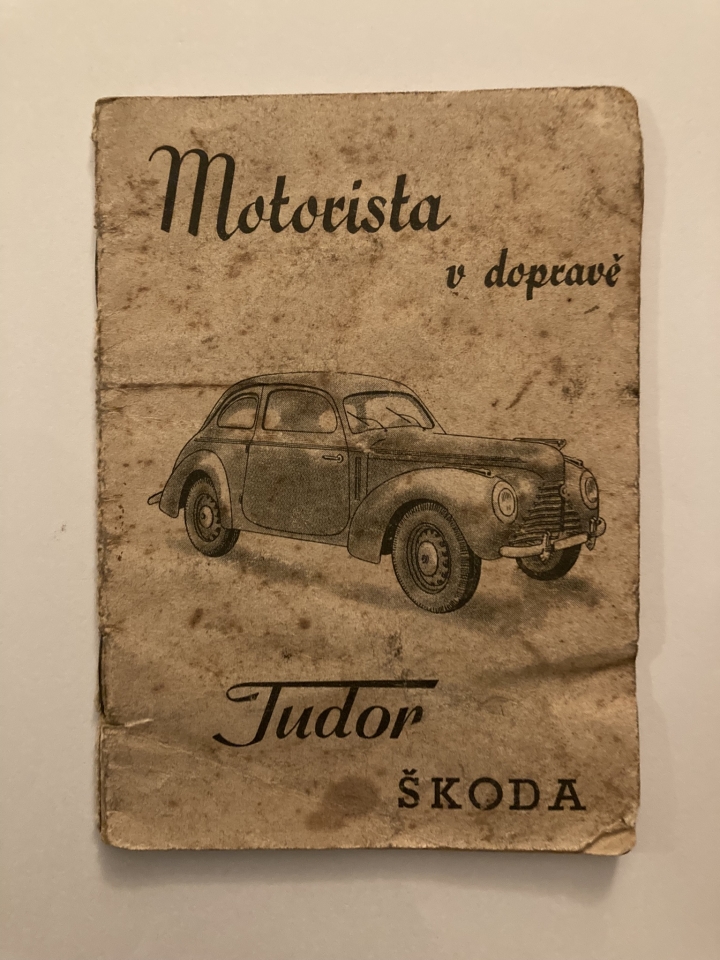 Motorista
v dopravě
Tudor
ŠKODA